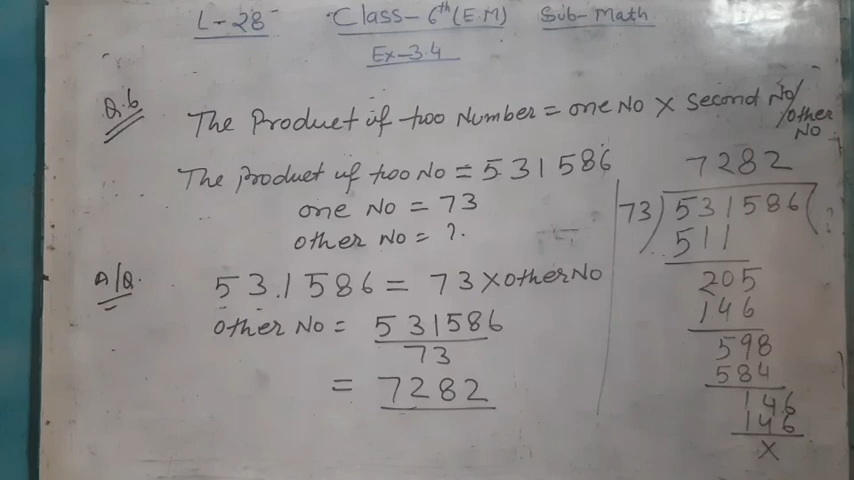 L-28 Class-6th (E.M) Sub-Math
Ex-3.4
Q.6 The Product of two Number = one No × Second No/other No
The Product of two No = 531586
one No = 73
other No = ?.
A/Q. 531586 = 73 × other No
other No = 531586
73
= 7282
7282
73)531586(
511
205
146
598
584
146
146
x